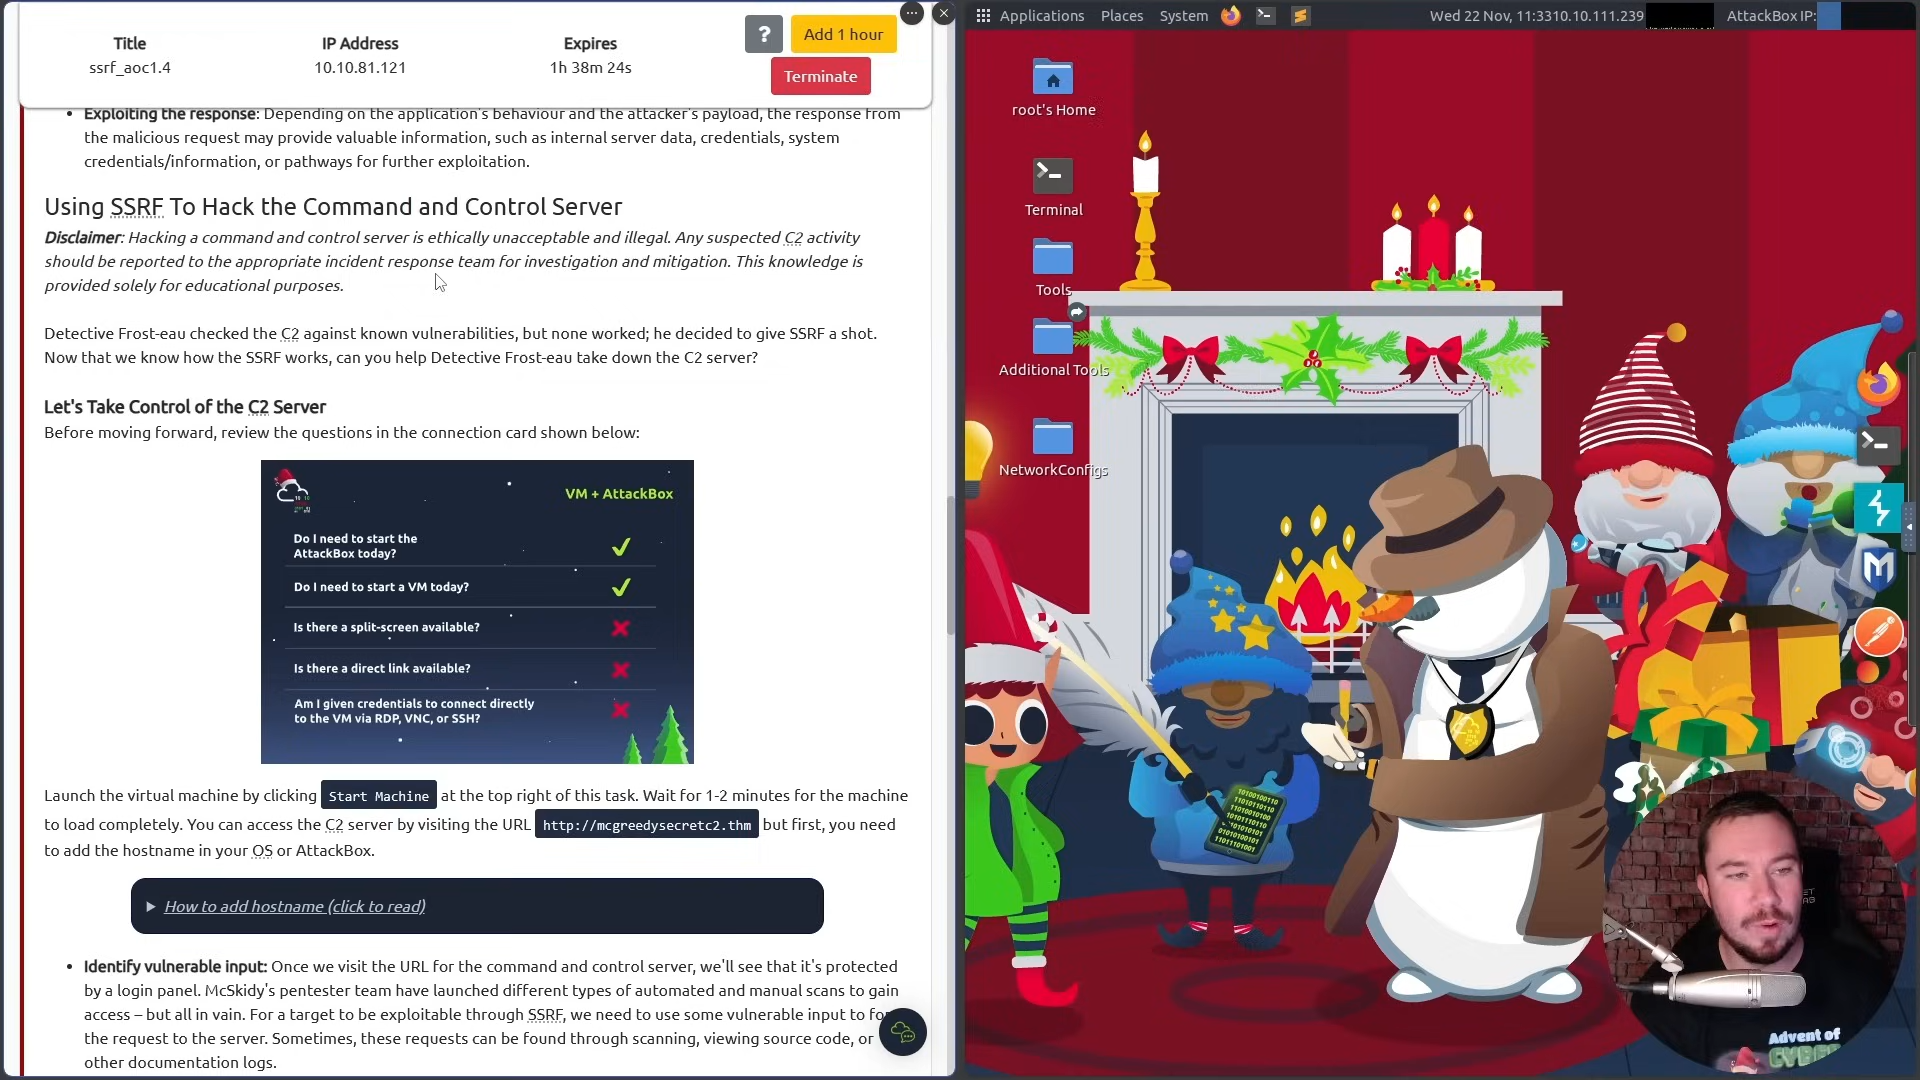 Title
IP Address
Expires
?
Add 1 hour
ssrf_aoc1.4
10.10.81.121
1h 38m 24s
Terminate
• Exploiting the response: Depending on the application's behaviour and the attacker's payload, the response from
the malicious request may provide valuable information, such as internal server data, credentials, system
credentials/information, or pathways for further exploitation.
Using SSRF To Hack the Command and Control Server
Disclaimer: Hacking a command and control server is ethically unacceptable and illegal. Any suspected C2 activity
should be reported to the appropriate incident response team for investigation and mitigation. This knowledge is
provided solely for educational purposes.
Detective Frost-eau checked the C2 against known vulnerabilities, but none worked; he decided to give SSRF a shot.
Now that we know how the SSRF works, can you help Detective Frost-eau take down the C2 server?
Let's Take Control of the C2 Server
Before moving forward, review the questions in the connection card shown below:
VM + AttackBox
Do I need to start the
AttackBox today?
Do I need to start a VM today?
Is there a split-screen available?
Is there a direct link available?
Am I given credentials to connect directly
to the VM via RDP, VNC, or SSH?
Launch the virtual machine by clicking Start Machine at the top right of this task. Wait for 1-2 minutes for the machine
to load completely. You can access the C2 server by visiting the URL http://mcgreedysecretc2.thm but first, you need
to add the hostname in your OS or AttackBox.
How to add hostname (click to read)
• Identify vulnerable input: Once we visit the URL for the command and control server, we'll see that it's protected
by a login panel. McSkidy's pentester team have launched different types of automated and manual scans to gain
access – but all in vain. For a target to be exploitable through SSRF, we need to use some vulnerable input to
the request to the server. Sometimes, these requests can be found through scanning, viewing source code, or
other documentation logs.
Applications Places System
Wed 22 Nov, 11:33
10.10.111.239
AttackBox IP:
root's Home
Terminal
Tools
Additional Tools
NetworkConfigs
Advent of
CYBER